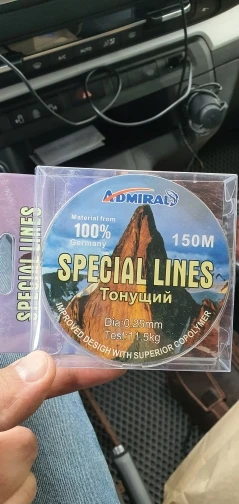 ADMIRAL
Material from
100%
Germany
150M
SPECIAL LINES
Тонущий
Dia:0.25mm
Test:11.5kg
IMPROVED DESIGH WITH SUPERIOR COPOLYMER
SPECIAL LINES